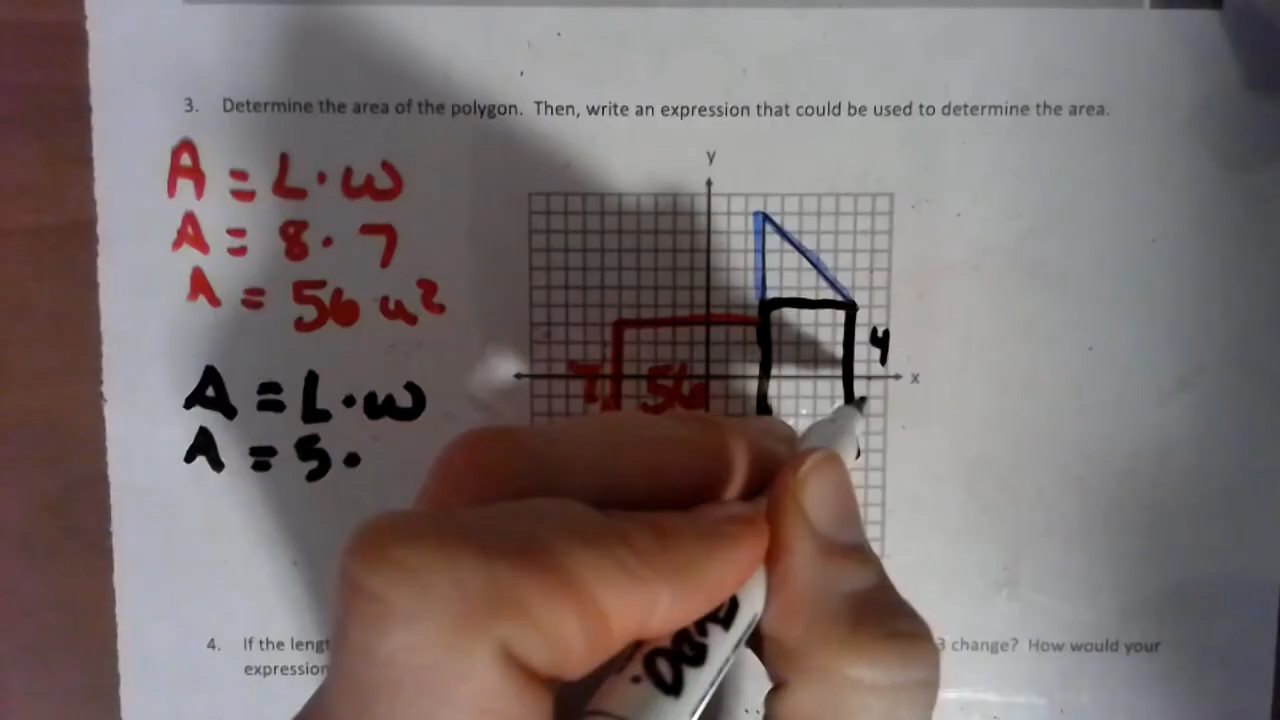 3. Determine the area of the polygon. Then, write an expression that could be used to determine the area.
A = L · w
A = 8 · 7
A = 56 u²
A = L · w
A = 5 ·
y
x
7
56
4
4. If the lengt 3 change? How would your
expression